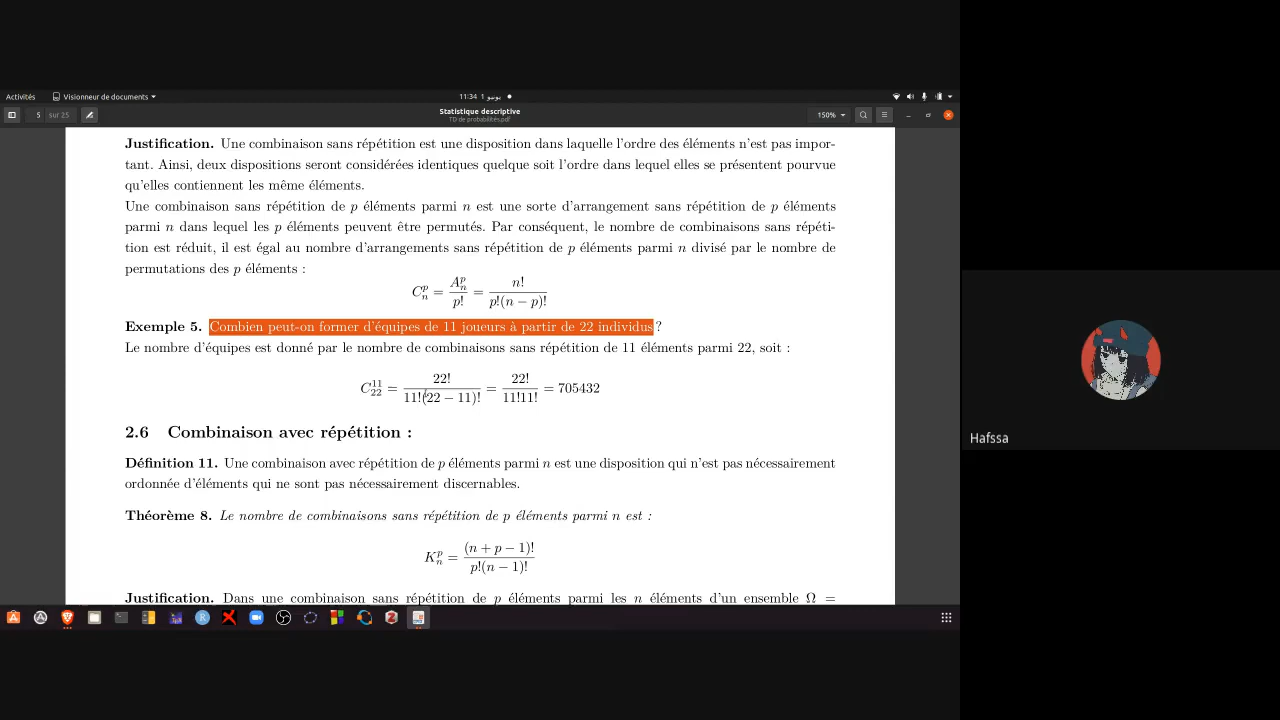 Activités Visionneur de documents 11:34 1 يونيو
Statistique descriptive
TD de probabilités.pdf
5 sur 25 150%
Justification. Une combinaison sans répétition est une disposition dans laquelle l'ordre des éléments n'est pas impor-
tant. Ainsi, deux dispositions seront considérées identiques quelque soit l'ordre dans lequel elles se présentent pourvue
qu'elles contiennent les même éléments.
Une combinaison sans répétition de p éléments parmi n est une sorte d'arrangement sans répétition de p éléments
parmi n dans lequel les p éléments peuvent être permutés. Par conséquent, le nombre de combinaisons sans répéti-
tion est réduit, il est égal au nombre d'arrangements sans répétition de p éléments parmi n divisé par le nombre de
permutations des p éléments :
C_n^p = A_n^p / p! = n! / p!(n − p)!
Exemple 5. Combien peut-on former d'équipes de 11 joueurs à partir de 22 individus ?
Le nombre d'équipes est donné par le nombre de combinaisons sans répétition de 11 éléments parmi 22, soit :
C_22^11 = 22! / 11!(22 − 11)! = 22! / 11!11! = 705432
2.6 Combinaison avec répétition :
Définition 11. Une combinaison avec répétition de p éléments parmi n est une disposition qui n'est pas nécessairement
ordonnée d'éléments qui ne sont pas nécessairement discernables.
Théorème 8. Le nombre de combinaisons sans répétition de p éléments parmi n est :
K_n^p = (n + p − 1)! / p!(n − 1)!
Justification. Dans une combinaison sans répétition de p éléments parmi les n éléments d'un ensemble Ω =
Hafssa